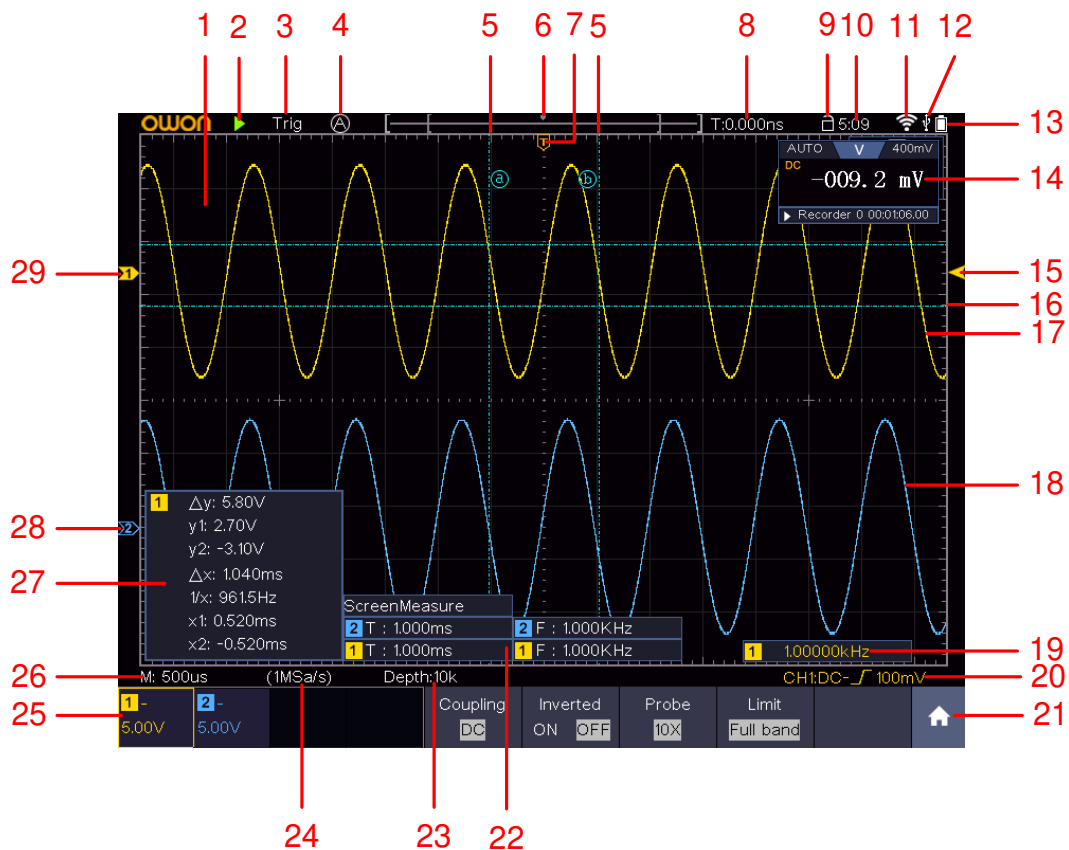 1 2 3 4 5 6 7 5 8 9 10 11 12
owon Trig A T T:0.000ns 5:09 13
AUTO V 400mV
DC
-009.2 mV 14
Recorder 0 00:01:06.00
a b
29 1 15
16
17
18
28 2
27
1 △y: 5.80V
y1: 2.70V
y2: -3.10V
△x: 1.040ms
1/x: 961.5Hz
x1: 0.520ms
x2: -0.520ms
ScreenMeasure
2 T : 1.000ms 2 F : 1.000KHz
1 T : 1.000ms 1 F : 1.000KHz
1 1.00000kHz 19
26 M: 500us (1MSa/s) Depth:10k CH1:DC- 100mV 20
25 1 - 2 -
5.00V 5.00V
Coupling Inverted Probe Limit
DC ON OFF 10X Full band
21
24 23 22